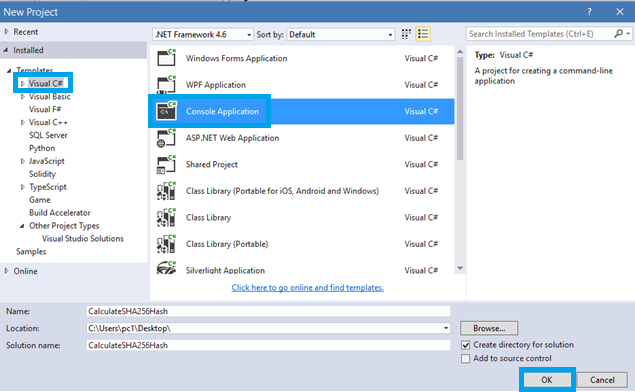 New Project
Recent
Installed
.NET Framework 4.6 Sort by: Default
Search Installed Templates (Ctrl+E)
Templates
Visual C#
Visual Basic
Visual F#
Visual C++
SQL Server
Python
JavaScript
Solidity
TypeScript
Game
Build Accelerator
Other Project Types
Visual Studio Solutions
Samples
Online
Windows Forms Application Visual C#
WPF Application Visual C#
Console Application Visual C#
ASP.NET Web Application Visual C#
Shared Project Visual C#
Class Library (Portable for iOS, Android and Windows) Visual C#
Class Library Visual C#
Class Library (Portable) Visual C#
Silverlight Application Visual C#
Click here to go online and find templates.
Type: Visual C#
A project for creating a command-line
application
Name: CalculateSHA256Hash
Location: C:\Users\pc1\Desktop\ Browse...
Solution name: CalculateSHA256Hash
Create directory for solution
Add to source control
OK Cancel